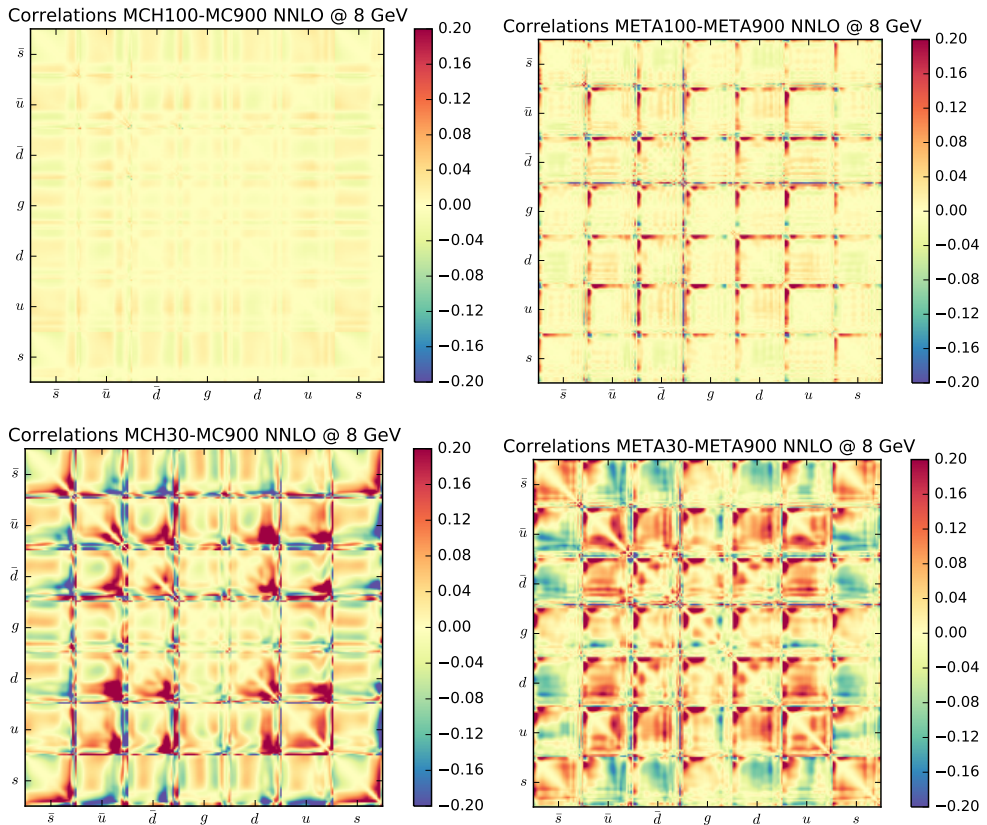 Correlations MCH100-MC900 NNLO @ 8 GeV
s̄
ū
d̄
g
d
u
s
s̄ ū d̄ g d u s
0.20
0.16
0.12
0.08
0.04
0.00
−0.04
−0.08
−0.12
−0.16
−0.20
Correlations META100-META900 NNLO @ 8 GeV
s̄
ū
d̄
g
d
u
s
s̄ ū d̄ g d u s
0.20
0.16
0.12
0.08
0.04
0.00
−0.04
−0.08
−0.12
−0.16
−0.20
Correlations MCH30-MC900 NNLO @ 8 GeV
s̄
ū
d̄
g
d
u
s
s̄ ū d̄ g d u s
0.20
0.16
0.12
0.08
0.04
0.00
−0.04
−0.08
−0.12
−0.16
−0.20
Correlations META30-META900 NNLO @ 8 GeV
s̄
ū
d̄
g
d
u
s
s̄ ū d̄ g d u s
0.20
0.16
0.12
0.08
0.04
0.00
−0.04
−0.08
−0.12
−0.16
−0.20